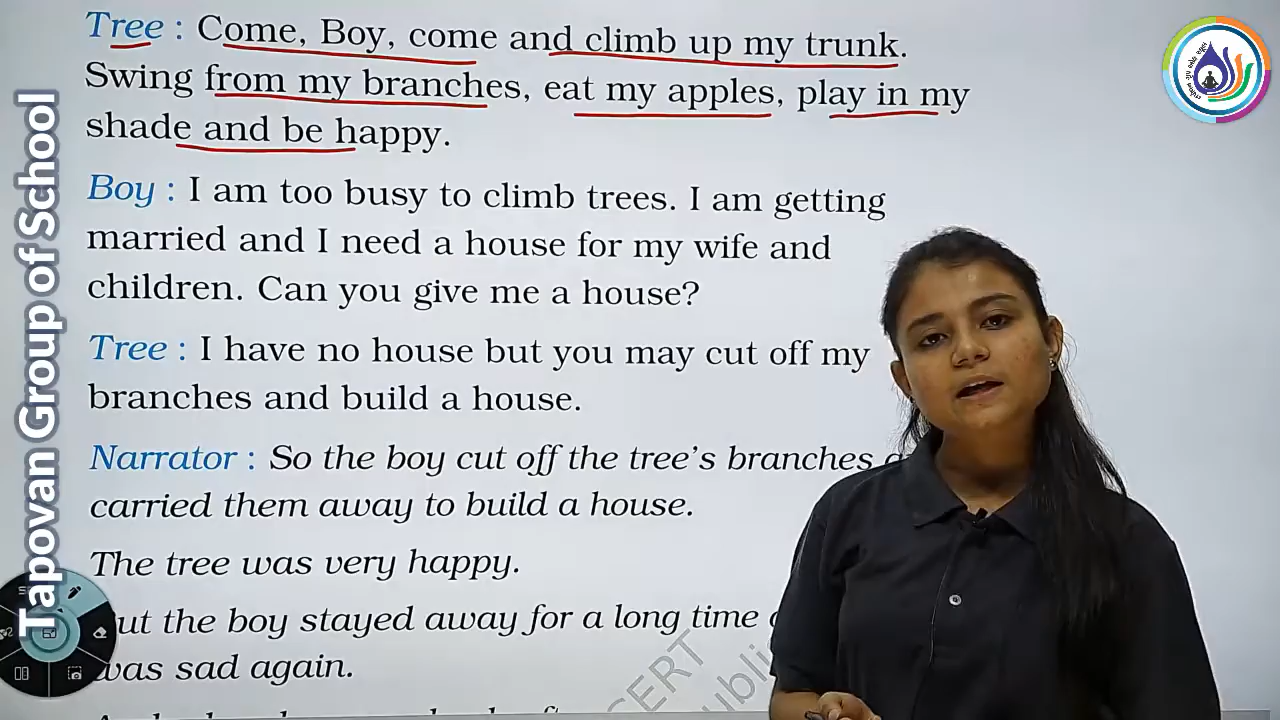 Tree : Come, Boy, come and climb up my trunk.
Swing from my branches, eat my apples, play in my
shade and be happy.
Boy : I am too busy to climb trees. I am getting
married and I need a house for my wife and
children. Can you give me a house?
Tree : I have no house but you may cut off my
branches and build a house.
Narrator : So the boy cut off the tree's branches
carried them away to build a house.
The tree was very happy.
ut the boy stayed away for a long time
was sad again.
Tapovan Group of School